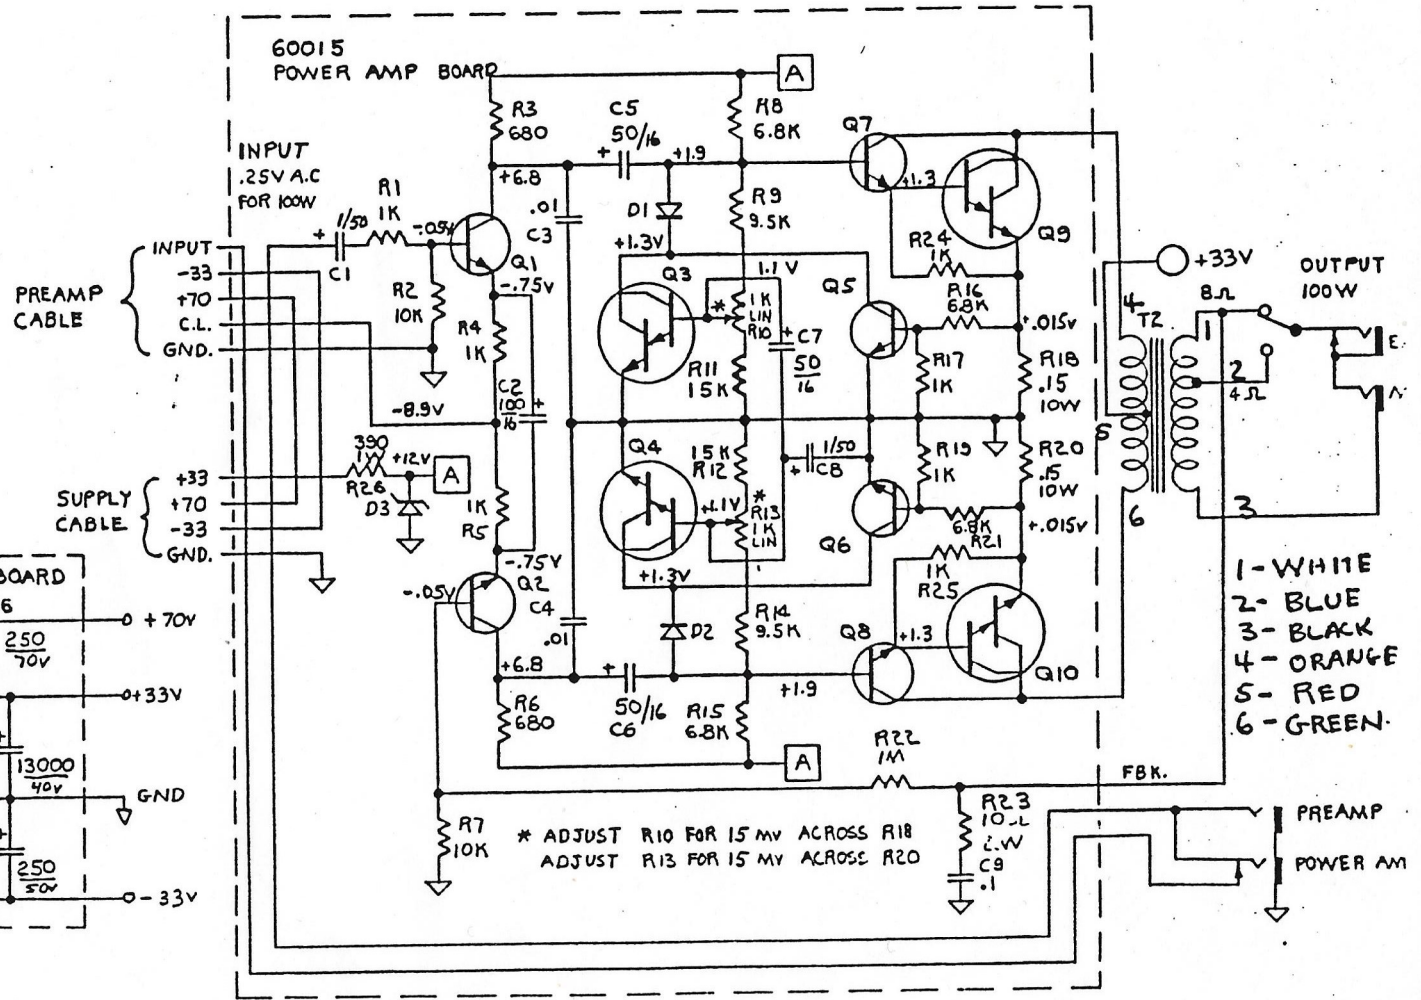 60015
POWER AMP BOARD
A
R3
680
C5
50/16
R8
6.8K
Q7
INPUT
.25V A.C
FOR 100W
+
+1.9
+6.8
+1.3
R1
1K
1/50
+
C1
-.05V
Q1
.01
C3
D1
R9
9.5K
Q9
R24
1K
INPUT
-33
+70
C.L.
GND.
PREAMP
CABLE
R2
10K
-.75V
R4
1K
+1.3V
Q3
1.1V
*
1K
LIN
R10
+
C7
50
16
Q5
R16
6.8K
+.015V
R17
1K
R18
.15
10W
R11
15K
C2
100
16
+
-8.9V
+33V
OUTPUT
100W
8Ω
4
T2
1
2
4Ω
5
6
3
E.
390
1W
+12V
R26
D3
A
+33
+70
-33
GND.
SUPPLY
CABLE
Q4
15K
R12
1/50
+
C8
R19
1K
R20
.15
10W
1K
R5
+1.1V
*
R13
1K
LIN
6.8K
R21
+.015V
Q6
1K
R25
-.75V
Q2
-.05V
+1.3V
C4
.01
D2
R14
9.5K
Q8
+1.3
Q10
+6.8
+
50/16
C6
+1.9
R6
680
R15
6.8K
A
1-WHITE
2-BLUE
3-BLACK
4-ORANGE
5-RED
6-GREEN.
BOARD
6
250
70V
+70V
+33V
+
13000
40V
GND
+
250
50V
-33V
R22
1M
FBK.
R7
10K
* ADJUST R10 FOR 15 MV ACROSS R18
ADJUST R13 FOR 15 MV ACROSS R20
R23
10Ω
2W
C9
.1
PREAMP
POWER AM